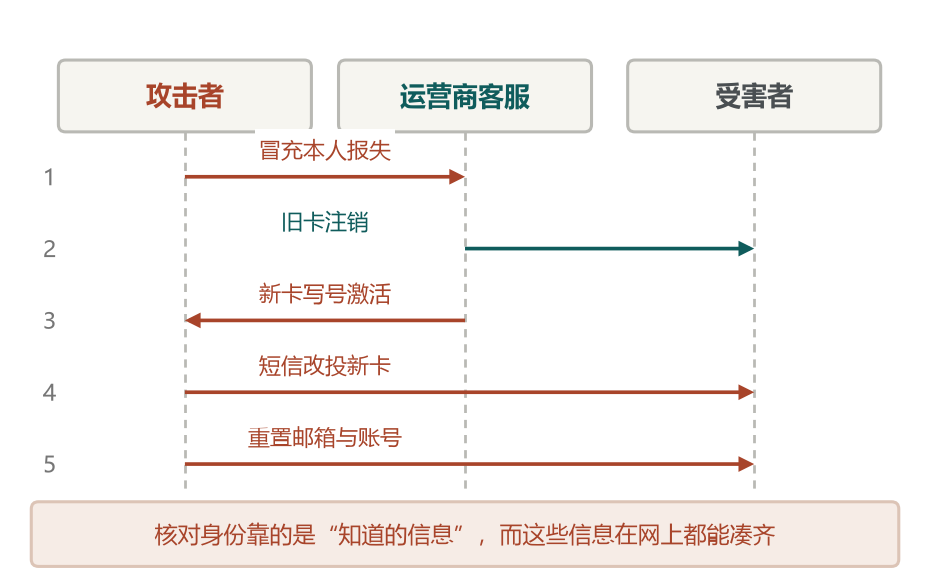 攻击者 运营商客服 受害者
冒充本人报失
1
旧卡注销
2
新卡写号激活
3
短信改投新卡
4
重置邮箱与账号
5
核对身份靠的是“知道的信息”，而这些信息在网上都能凑齐